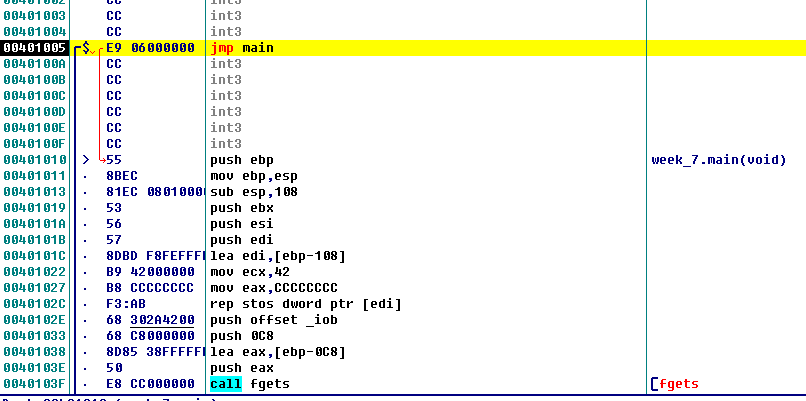 00401003 CC int3
00401004 CC int3
00401005 $ E9 06000000 jmp main
0040100A CC int3
0040100B CC int3
0040100C CC int3
0040100D CC int3
0040100E CC int3
0040100F CC int3
00401010 > 55 push ebp week_7.main(void)
00401011 . 8BEC mov ebp,esp
00401013 . 81EC 0801000 sub esp,108
00401019 . 53 push ebx
0040101A . 56 push esi
0040101B . 57 push edi
0040101C . 8DBD F8FEFFF lea edi,[ebp-108]
00401022 . B9 42000000 mov ecx,42
00401027 . B8 CCCCCCCC mov eax,CCCCCCCC
0040102C . F3:AB rep stos dword ptr [edi]
0040102E . 68 302A4200 push offset _iob
00401033 . 68 C8000000 push 0C8
00401038 . 8D85 38FFFFF lea eax,[ebp-0C8]
0040103E . 50 push eax
0040103F . E8 CC000000 call fgets fgets